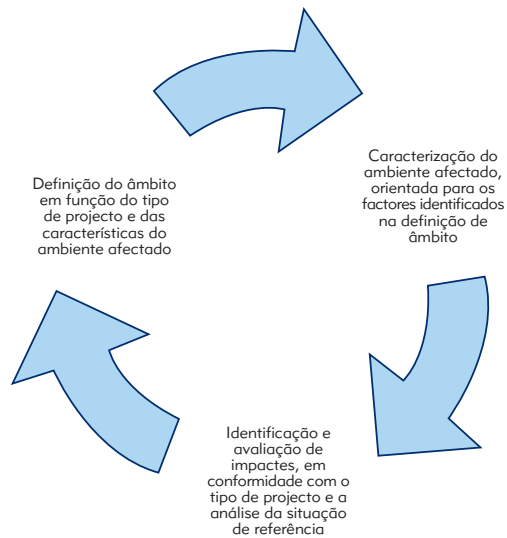 Definição do âmbito
em função do tipo
de projecto e das
características do
ambiente afectado
Caracterização do
ambiente afectado,
orientada para os
factores identificados
na definição de
âmbito
Identificação e
avaliação de
impactes, em
conformidade com o
tipo de projecto e a
análise da situação
de referência